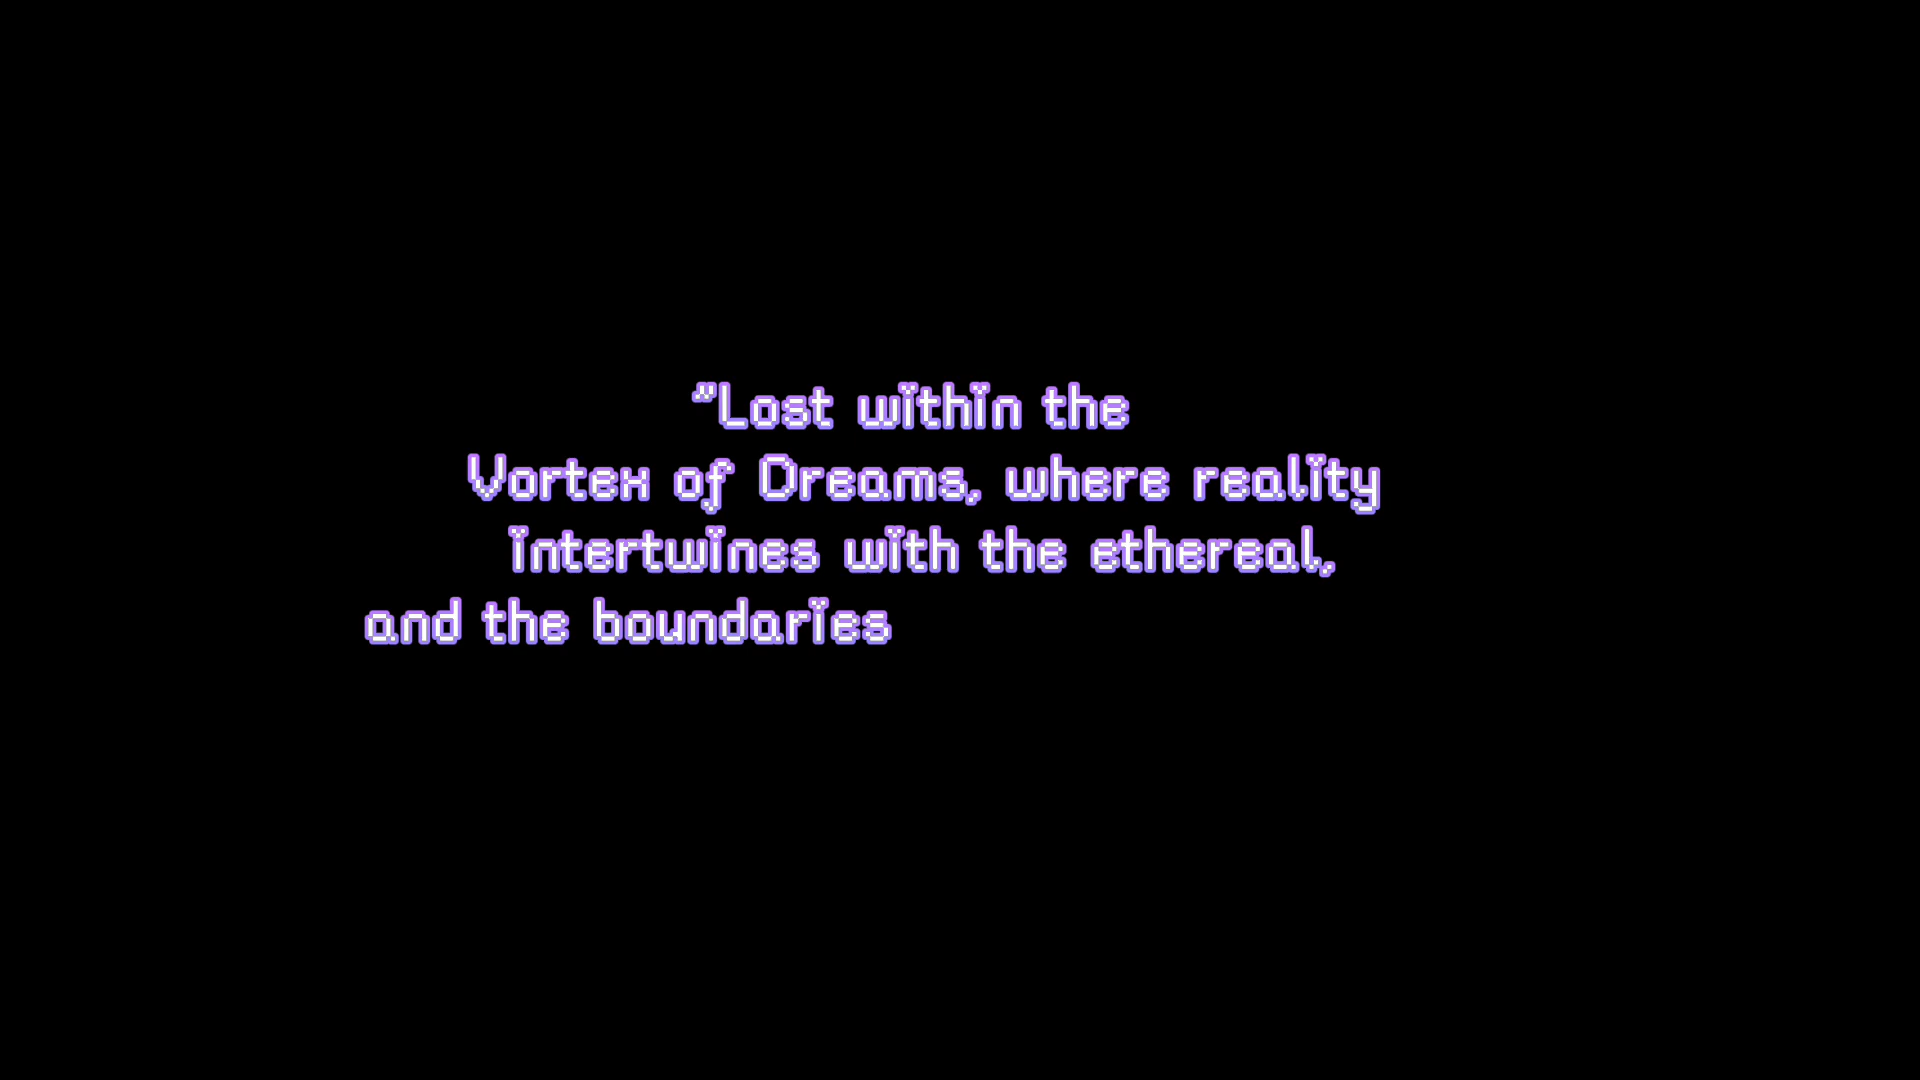 "Lost within the
Vortex of Dreams, where reality
intertwines with the ethereal,
and the boundaries